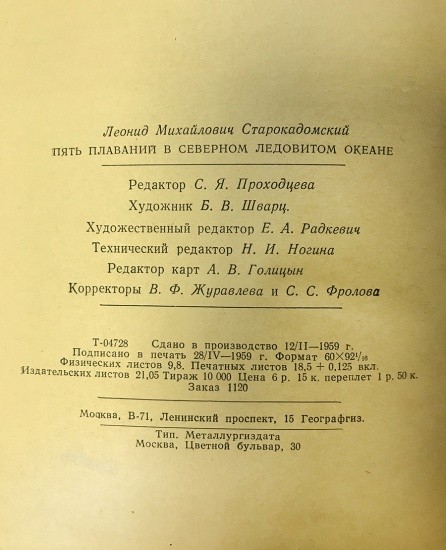 Леонид Михайлович Старокадомский
ПЯТЬ ПЛАВАНИЙ В СЕВЕРНОМ ЛЕДОВИТОМ ОКЕАНЕ
Редактор С. Я. Проходцева
Художник Б. В. Шварц.
Художественный редактор Е. А. Радкевич
Технический редактор Н. И. Ногина
Редактор карт А. В. Голицын
Корректоры В. Ф. Журавлева и С. С. Фролова
Т-04728 Сдано в производство 12/II—1959 г.
Подписано в печать 28/IV—1959 г. Формат 60×92¹/₁₆
Физических листов 9,8. Печатных листов 18,5 + 0,125 вкл.
Издательских листов 21,05 Тираж 10 000 Цена 6 р. 15 к. переплет 1 р. 50 к.
Заказ 1120
Москва, В-71, Ленинский проспект, 15 Географгиз.
Тип. Металлургиздата
Москва, Цветной бульвар, 30